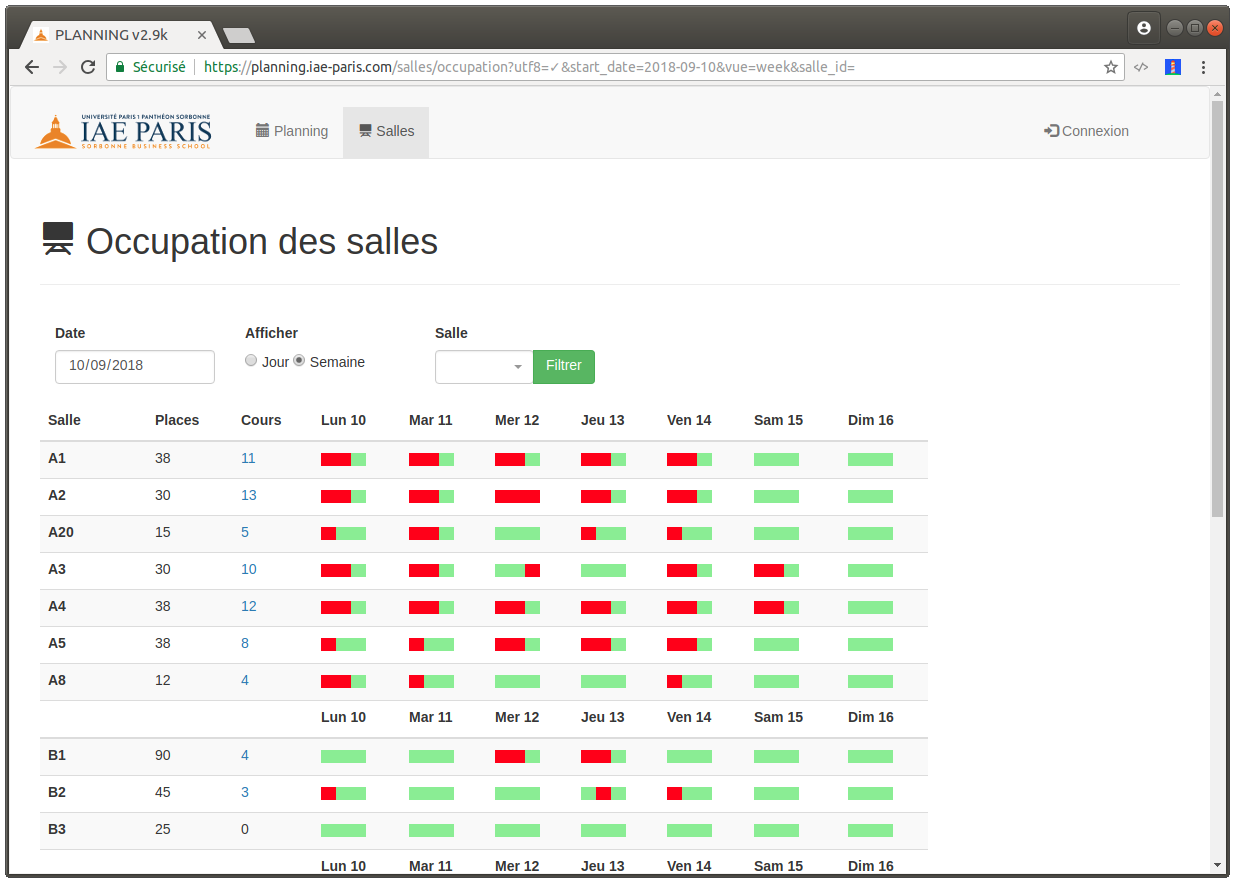 PLANNING v2.9k
Sécurisé https://planning.iae-paris.com/salles/occupation?utf8=✓&start_date=2018-09-10&vue=week&salle_id=
UNIVERSITÉ PARIS 1 PANTHÉON SORBONNE
IAE PARIS
SORBONNE BUSINESS SCHOOL
Planning Salles Connexion
Occupation des salles
Date Afficher Salle
10/09/2018 Jour Semaine Filtrer
Salle Places Cours Lun 10 Mar 11 Mer 12 Jeu 13 Ven 14 Sam 15 Dim 16
A1 38 11
A2 30 13
A20 15 5
A3 30 10
A4 38 12
A5 38 8
A8 12 4
Lun 10 Mar 11 Mer 12 Jeu 13 Ven 14 Sam 15 Dim 16
B1 90 4
B2 45 3
B3 25 0
Lun 10 Mar 11 Mer 12 Jeu 13 Ven 14 Sam 15 Dim 16